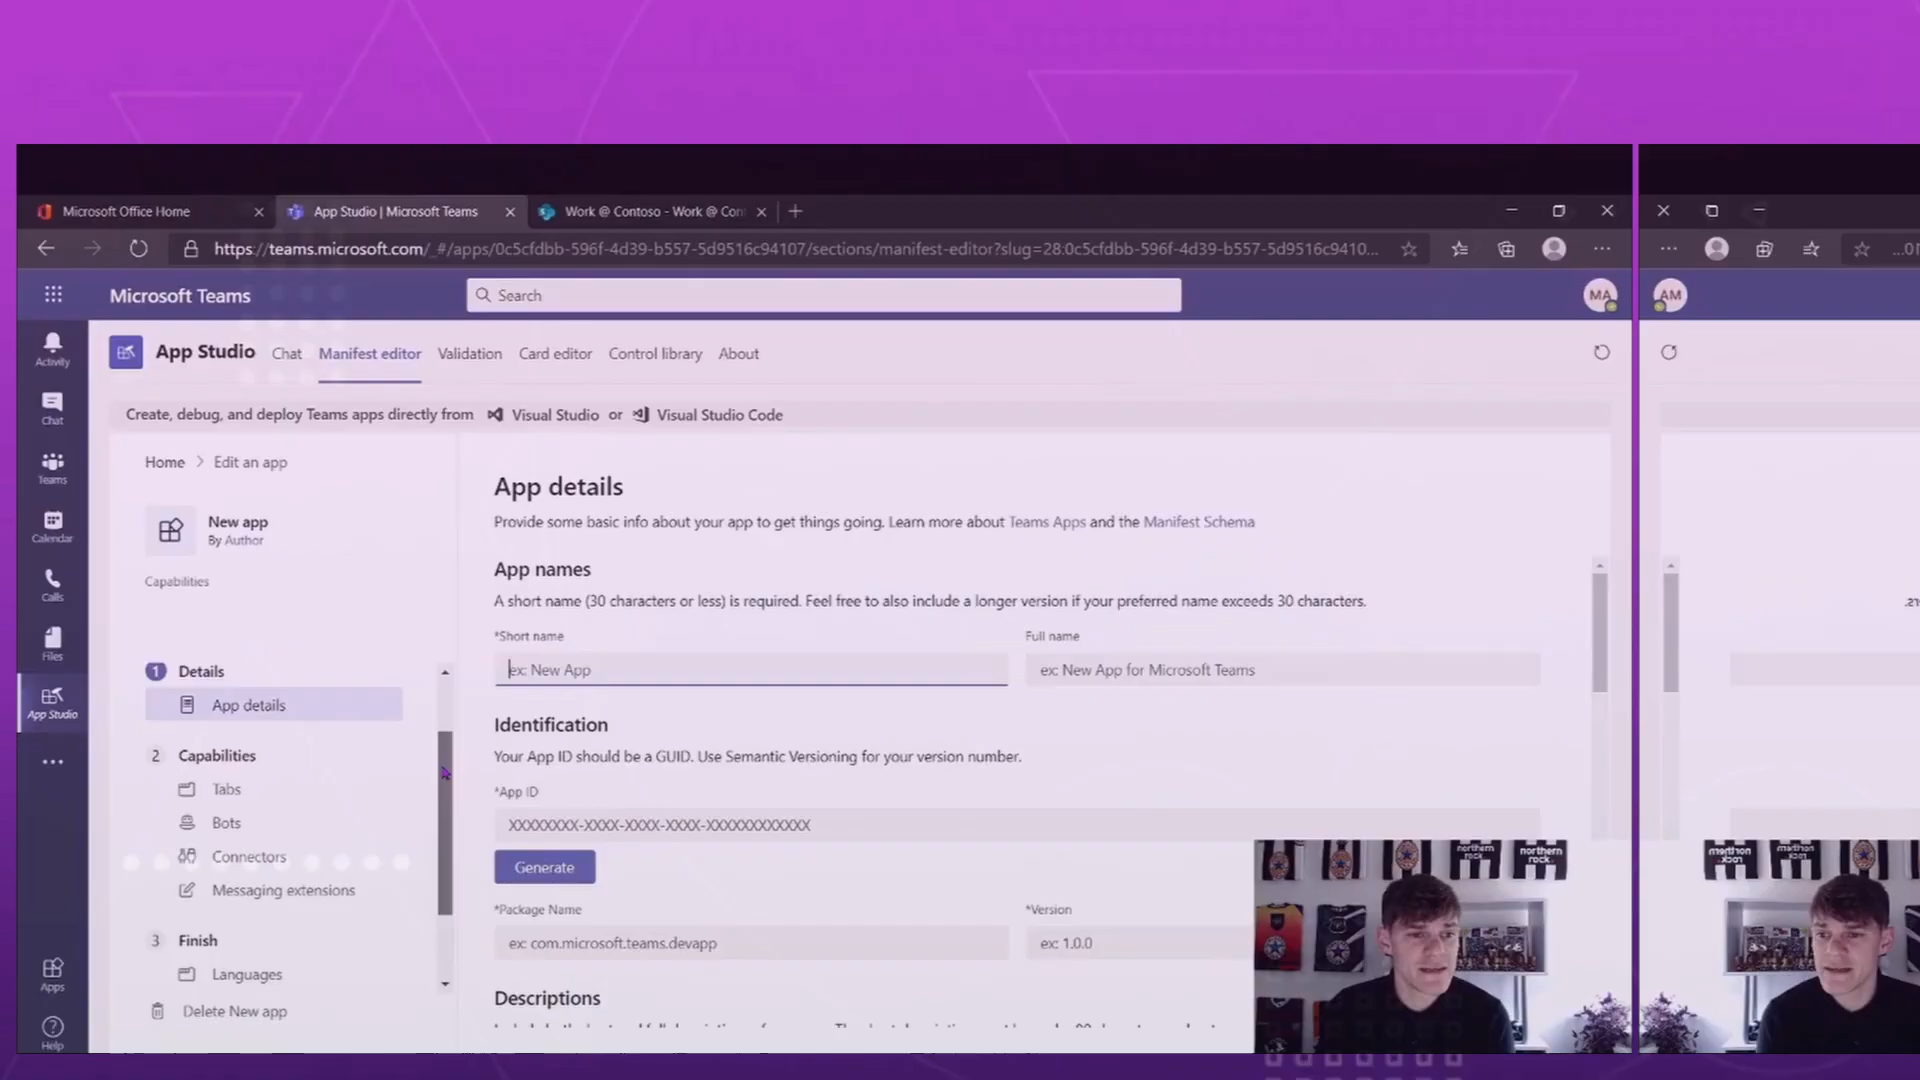 Microsoft Office Home
App Studio | Microsoft Teams
Work @ Contoso - Work @ Con
https://teams.microsoft.com/_#/apps/0c5cfdbb-596f-4d39-b557-5d9516c94107/sections/manifest-editor?slug=28:0c5cfdbb-596f-4d39-b557-5d9516c9410...
Microsoft Teams
Search
MA
AM
Activity
Chat
Teams
Calendar
Calls
Files
App Studio
Apps
Help
App Studio
Chat
Manifest editor
Validation
Card editor
Control library
About
Create, debug, and deploy Teams apps directly from Visual Studio or Visual Studio Code
Home > Edit an app
New app
By Author
Capabilities
1 Details
App details
2 Capabilities
Tabs
Bots
Connectors
Messaging extensions
3 Finish
Languages
Delete New app
App details
Provide some basic info about your app to get things going. Learn more about Teams Apps and the Manifest Schema
App names
A short name (30 characters or less) is required. Feel free to also include a longer version if your preferred name exceeds 30 characters.
*Short name
Full name
ex: New App
ex: New App for Microsoft Teams
Identification
Your App ID should be a GUID. Use Semantic Versioning for your version number.
*App ID
XXXXXXXX-XXXX-XXXX-XXXX-XXXXXXXXXXXX
Generate
*Package Name
*Version
ex: com.microsoft.teams.devapp
ex: 1.0.0
Descriptions
northern rock
northern rock